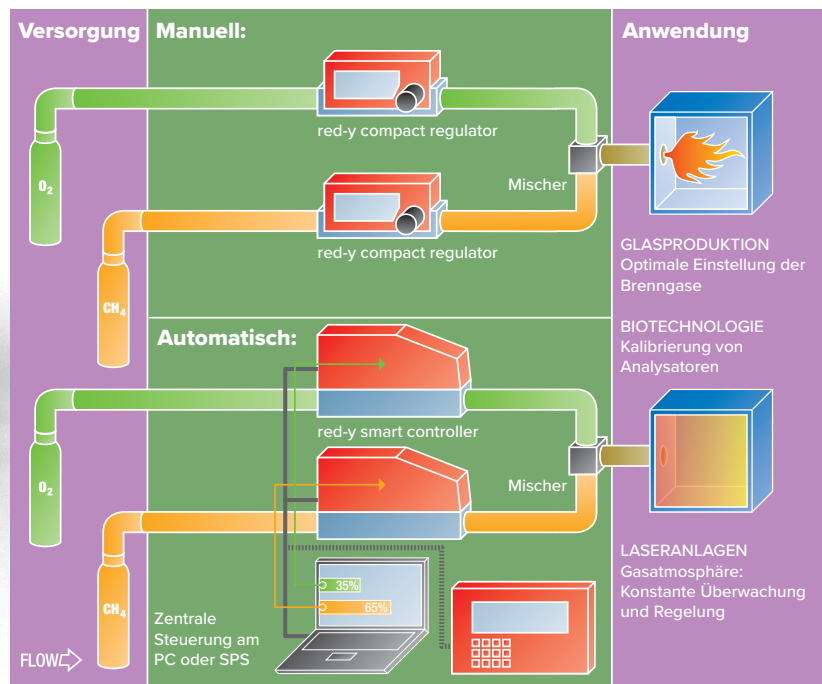 Versorgung
Manuell:
Anwendung
red-y compact regulator
O₂
Mischer
red-y compact regulator
CH₄
GLASPRODUKTION
Optimale Einstellung der
Brenngase
BIOTECHNOLOGIE
Kalibrierung von
Analysatoren
Automatisch:
red-y smart controller
O₂
Mischer
CH₄
35%
65%
Zentrale
Steuerung am
PC oder SPS
LASERANLAGEN
Gasatmosphäre:
Konstante Überwachung
und Regelung
FLOW